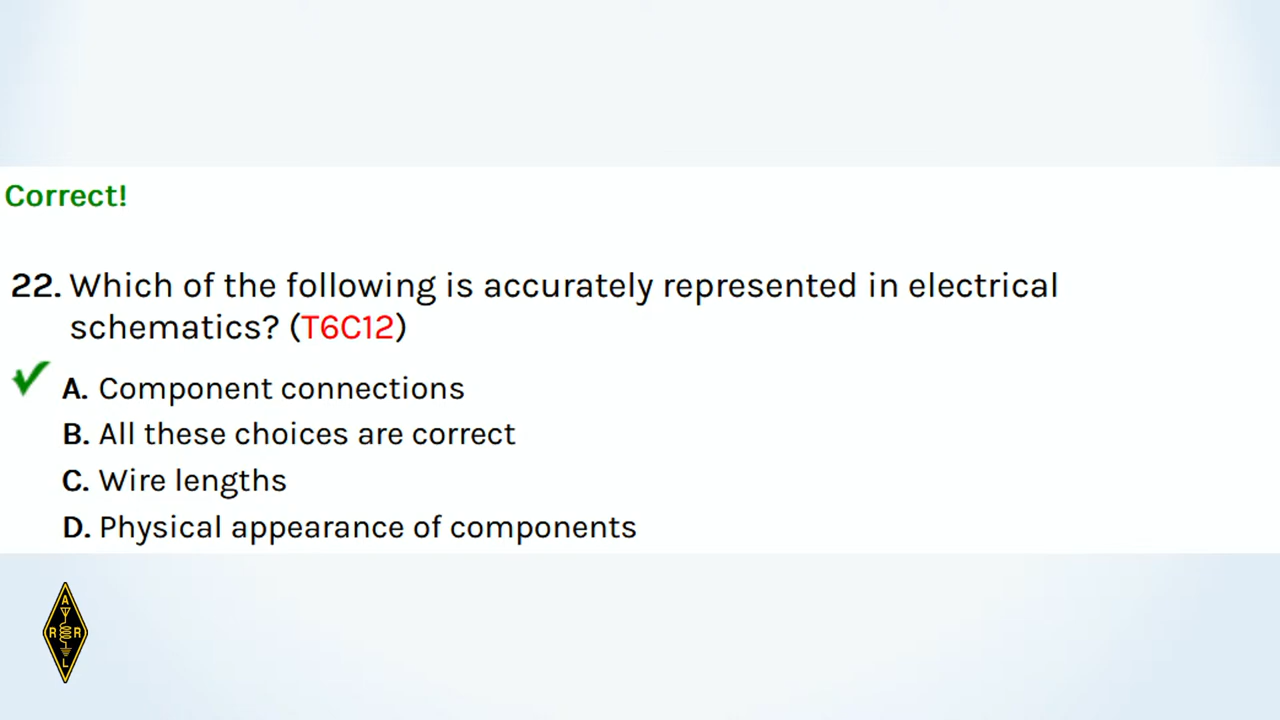 Correct!
22. Which of the following is accurately represented in electrical
schematics? (T6C12)
A. Component connections
B. All these choices are correct
C. Wire lengths
D. Physical appearance of components
A
R R
L